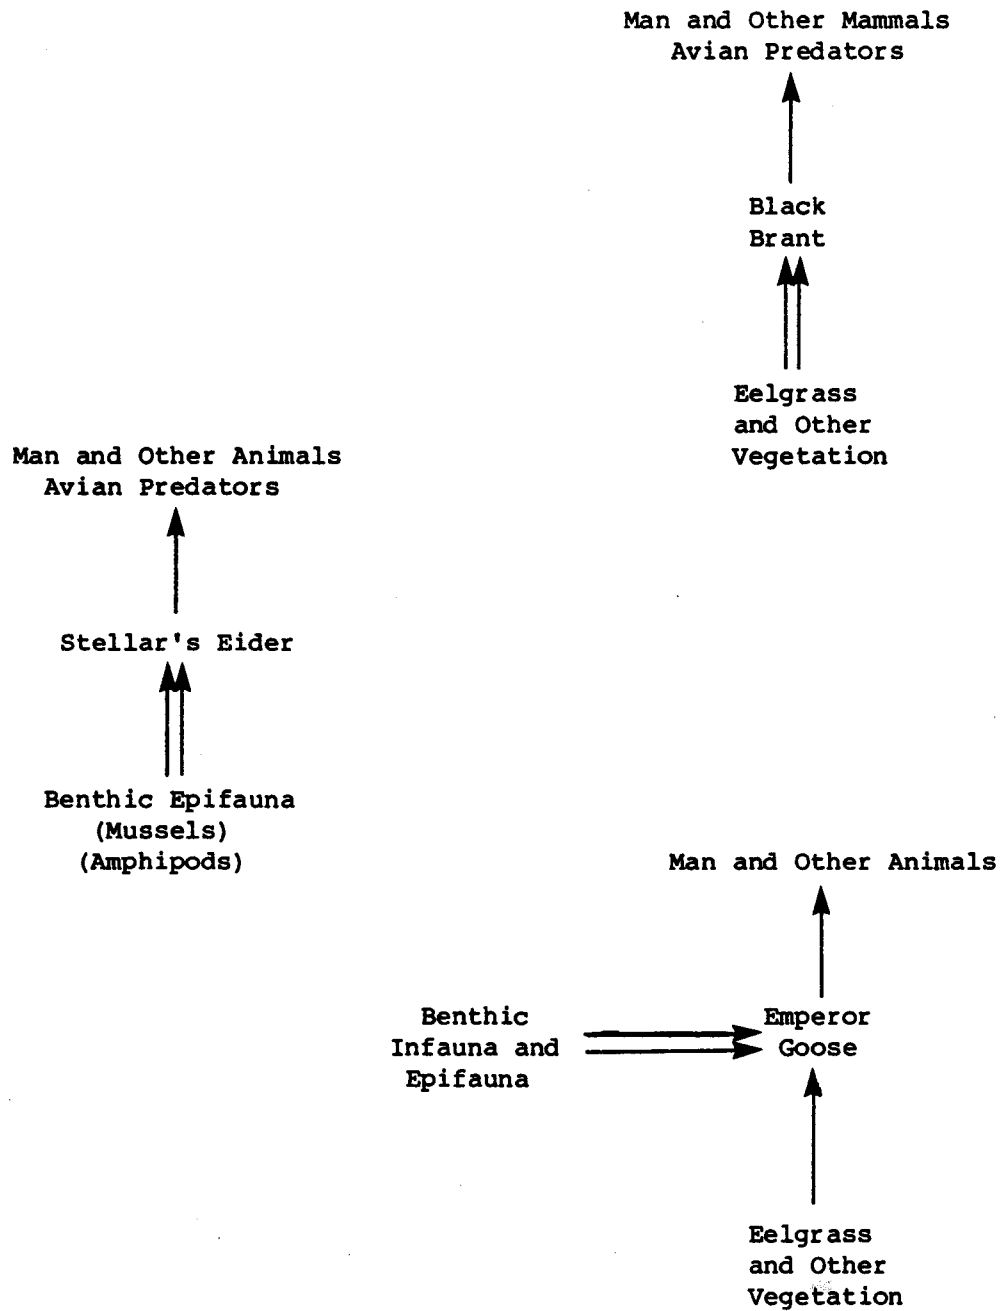 Man and Other Mammals
Avian Predators
Black
Brant
Eelgrass
and Other
Vegetation
Man and Other Animals
Avian Predators
Stellar's Eider
Benthic Epifauna
(Mussels)
(Amphipods)
Man and Other Animals
Benthic
Infauna and
Epifauna
Emperor
Goose
Eelgrass
and Other
Vegetation